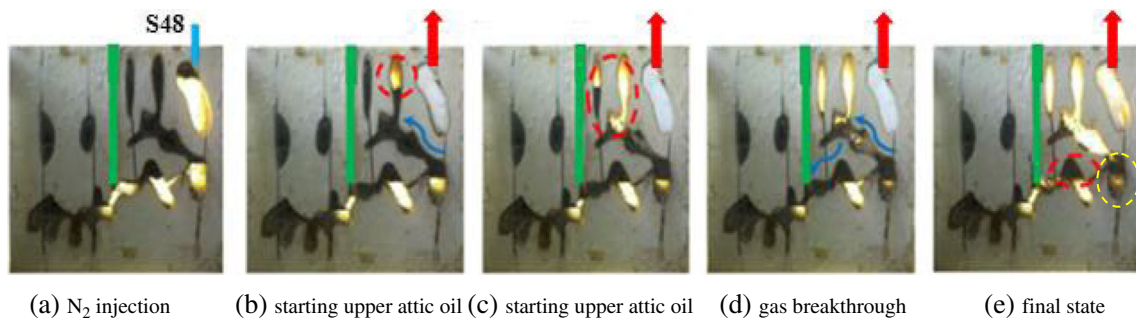 S48
(a) N₂ injection
(b) starting upper attic oil
(c) starting upper attic oil
(d) gas breakthrough
(e) final state